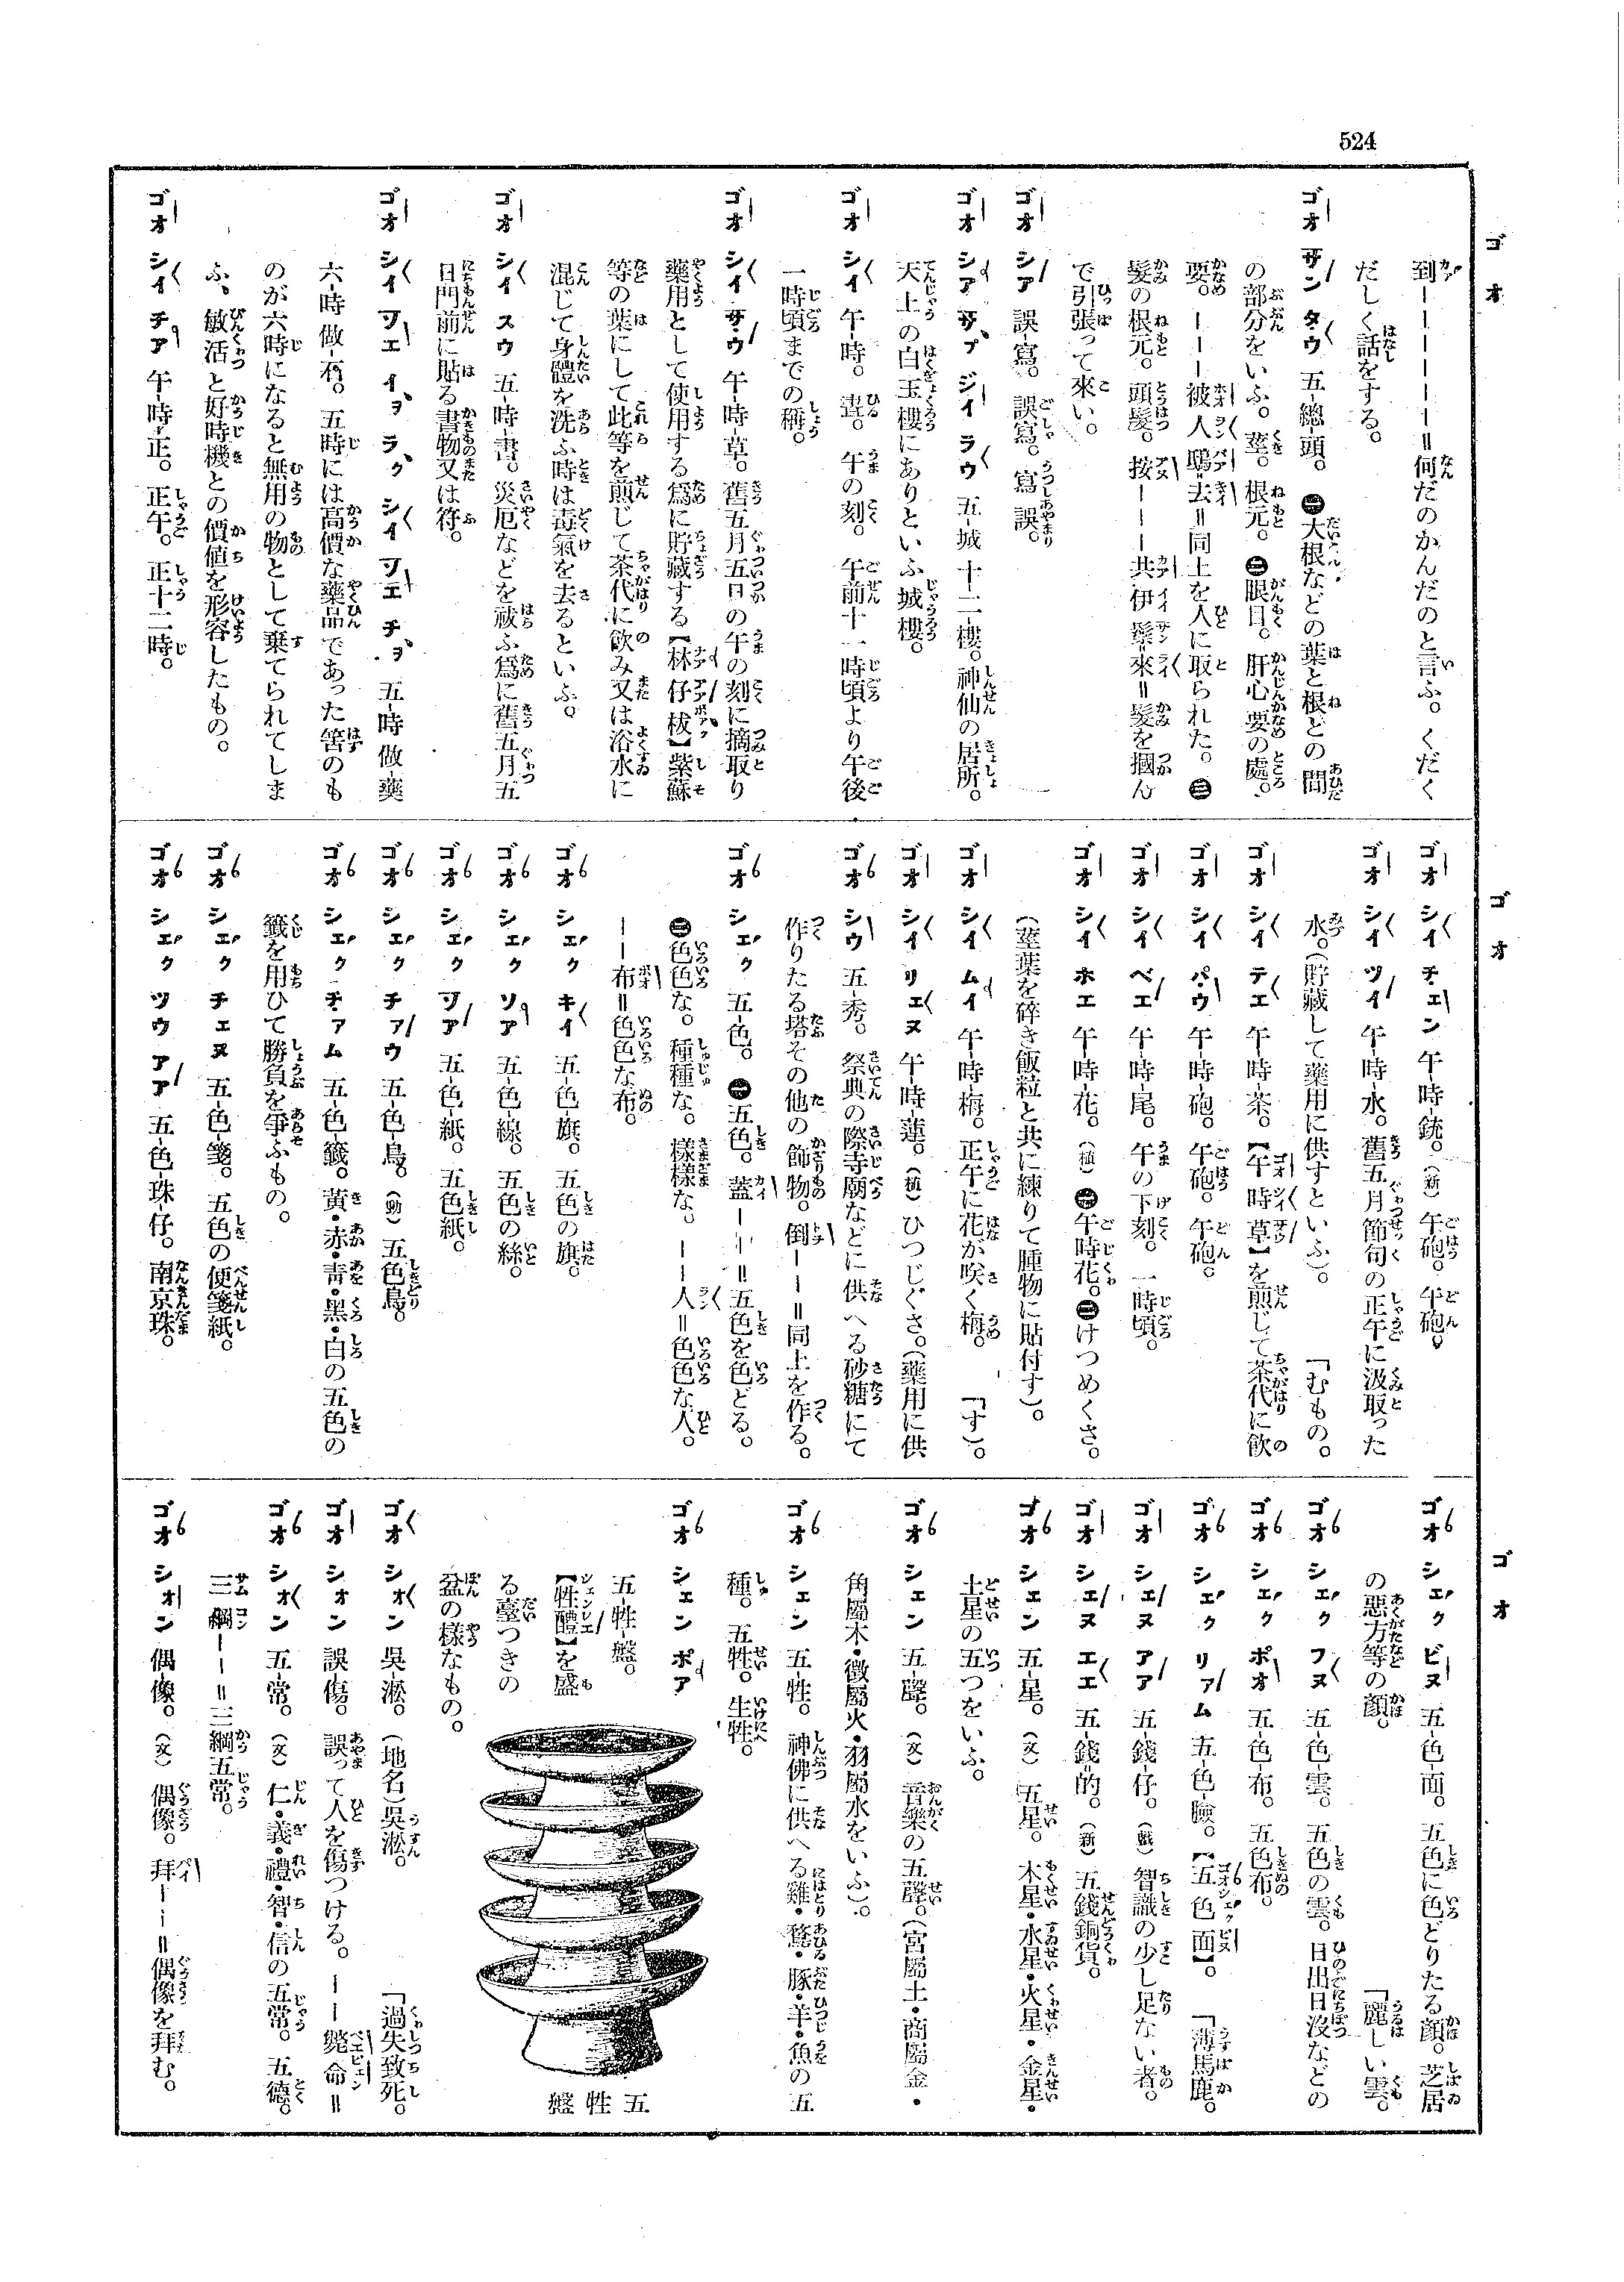 524
ゴオ
ゴオ
ゴオ
到―――――――=何だのかんだのと言ふ。くだく
だしく話をする。
ゴオ サン タウ 五-總-頭。㊀大根などの葉と根どの間
の部分をいふ。莖。根元。㊁眼目。肝心要の處。
要。―――被人-去=同上を人に取られた。㊂
髮の根元。頭髮。按―――共伊鬃來=髮を摑ん
で引張って來い。
ゴオ シア 誤-寫。誤寫。寫誤。
ゴオ シア サプ ジイ ラウ 五-城 十-二-樓。神仙の居所。
天上の白玉樓にありといふ城樓。
ゴオ シイ 午-時。晝。午の刻。午前十一時頃より午後
一時頃までの稱。
ゴオ シイ サウ 午-時-草。舊五月五日の午の刻に摘取り
藥用として使用する爲に貯藏する【林仔菝】紫蘇
等の葉にして此等を煎じて茶代に飮み又は浴水に
混じて身體を洗ふ時は毒氣を去るといふ。
ゴオ シイ スウ 五-時-書。災厄などを祓ふ爲に舊五月五
日門前に貼る書物又は符。
ゴオ シイ ツエ イヲ ラク シイ ツエ チヲ 五-時 做-藥
六-時 做-石。五時には高價な藥品であった筈のも
のが六時になると無用の物として棄てられてしま
ふ。敏活と好時機との價値を形容したもの。
ゴオ シイ チア 午-時-正。正午。正十二時。
ゴオ シイ チエン 午-時-銃。(新)午砲。午砲。
ゴオ シイ ツイ 午-時-水。舊五月節句の正午に汲取った
水。(貯藏して藥用に供すといふ)。 「むもの。
ゴオ シイ テエ 午-時-茶。【午時草】を煎じて茶代に飮
ゴオ シイ パウ 午-時-砲。午砲。午砲。
ゴオ シイ ベエ 午-時-尾。午の下刻。一時頃。
ゴオ シイ ホエ 午-時-花。(植)㊀午時花。㊁けつめくさ。
(莖葉を碎き飯粒と共に練りて腫物に貼付す)。
ゴオ シイ ムイ 午-時-梅。正午に花が咲く梅。 「す)。
ゴオ シイ リエヌ 午-時-蓮。(植)ひつじぐさ。(藥用に供
ゴオ シウ 五-秀。祭典の際寺廟などに供へる砂糖にて
作りたる塔その他の飾物。倒――=同上を作る。
ゴオ シエク 五-色。㊀五色。蓋――=五色を色どる。
㊁色色な。種種な。樣樣な。――人=色色な人。
――布=色色な布。
ゴオ シエク キイ 五-色-旗。五色の旗。
ゴオ シエク ソア 五-色-線。五色の絲。
ゴオ シエク ツア 五-色-紙。五色紙。
ゴオ シエク チアウ 五-色-鳥。(動)五色鳥。
ゴオ シエク チアム 五-色-籤。黃・赤・靑・黑・白の五色の
籤を用ひて勝負を爭ふもの。
ゴオ シエク チエヌ 五-色-箋。五色の便箋紙。
ゴオ シエク ツウ アア 五-色-珠-仔。南京珠。
ゴオ シエク ビヌ 五-色-面。五色に色どりたる顏。芝居
の惡方等の顏。 「麗しい雲。
ゴオ シエク フヌ 五-色-雲。五色の雲。日出日沒などの
ゴオ シエク ポオ 五-色-布。五色布。
ゴオ シエク リアム 五-色-臉。【五色面】。 「薄馬鹿。
ゴオ シエヌ アア 五-錢-仔。(戲)智識の少し足ない者。
ゴオ シエヌ エエ 五-錢-的。(新)五錢銅貨。
ゴオ シエン 五-星。(文)五星。木星・水星・火星・金星・
土星の五つをいふ。
ゴオ シエン 五-聲。(文)音樂の五聲。(宮屬土・商屬金・
角屬木・徵屬火・羽屬水をいふ)。
ゴオ シエン 五-牲。神佛に供へる雞・鶩・豚・羊・魚の五
種。五牲。生牲。
ゴオ シエン ポア
五-牲-盤。
【牲醴】を盛
る臺つきの
盆の樣なもの。
五牲盤
ゴオ シオン 吳淞。(地名)吳淞。 「過失致死。
ゴオ シオン 誤傷。誤って人を傷つける。――斃命=
ゴオ シオン 五-常。(文)仁・義・禮・智・信の五常。五德。
三綱――=三綱五常。
ゴオ シオン 偶像。(文)偶像。拜――=偶像を拜む。